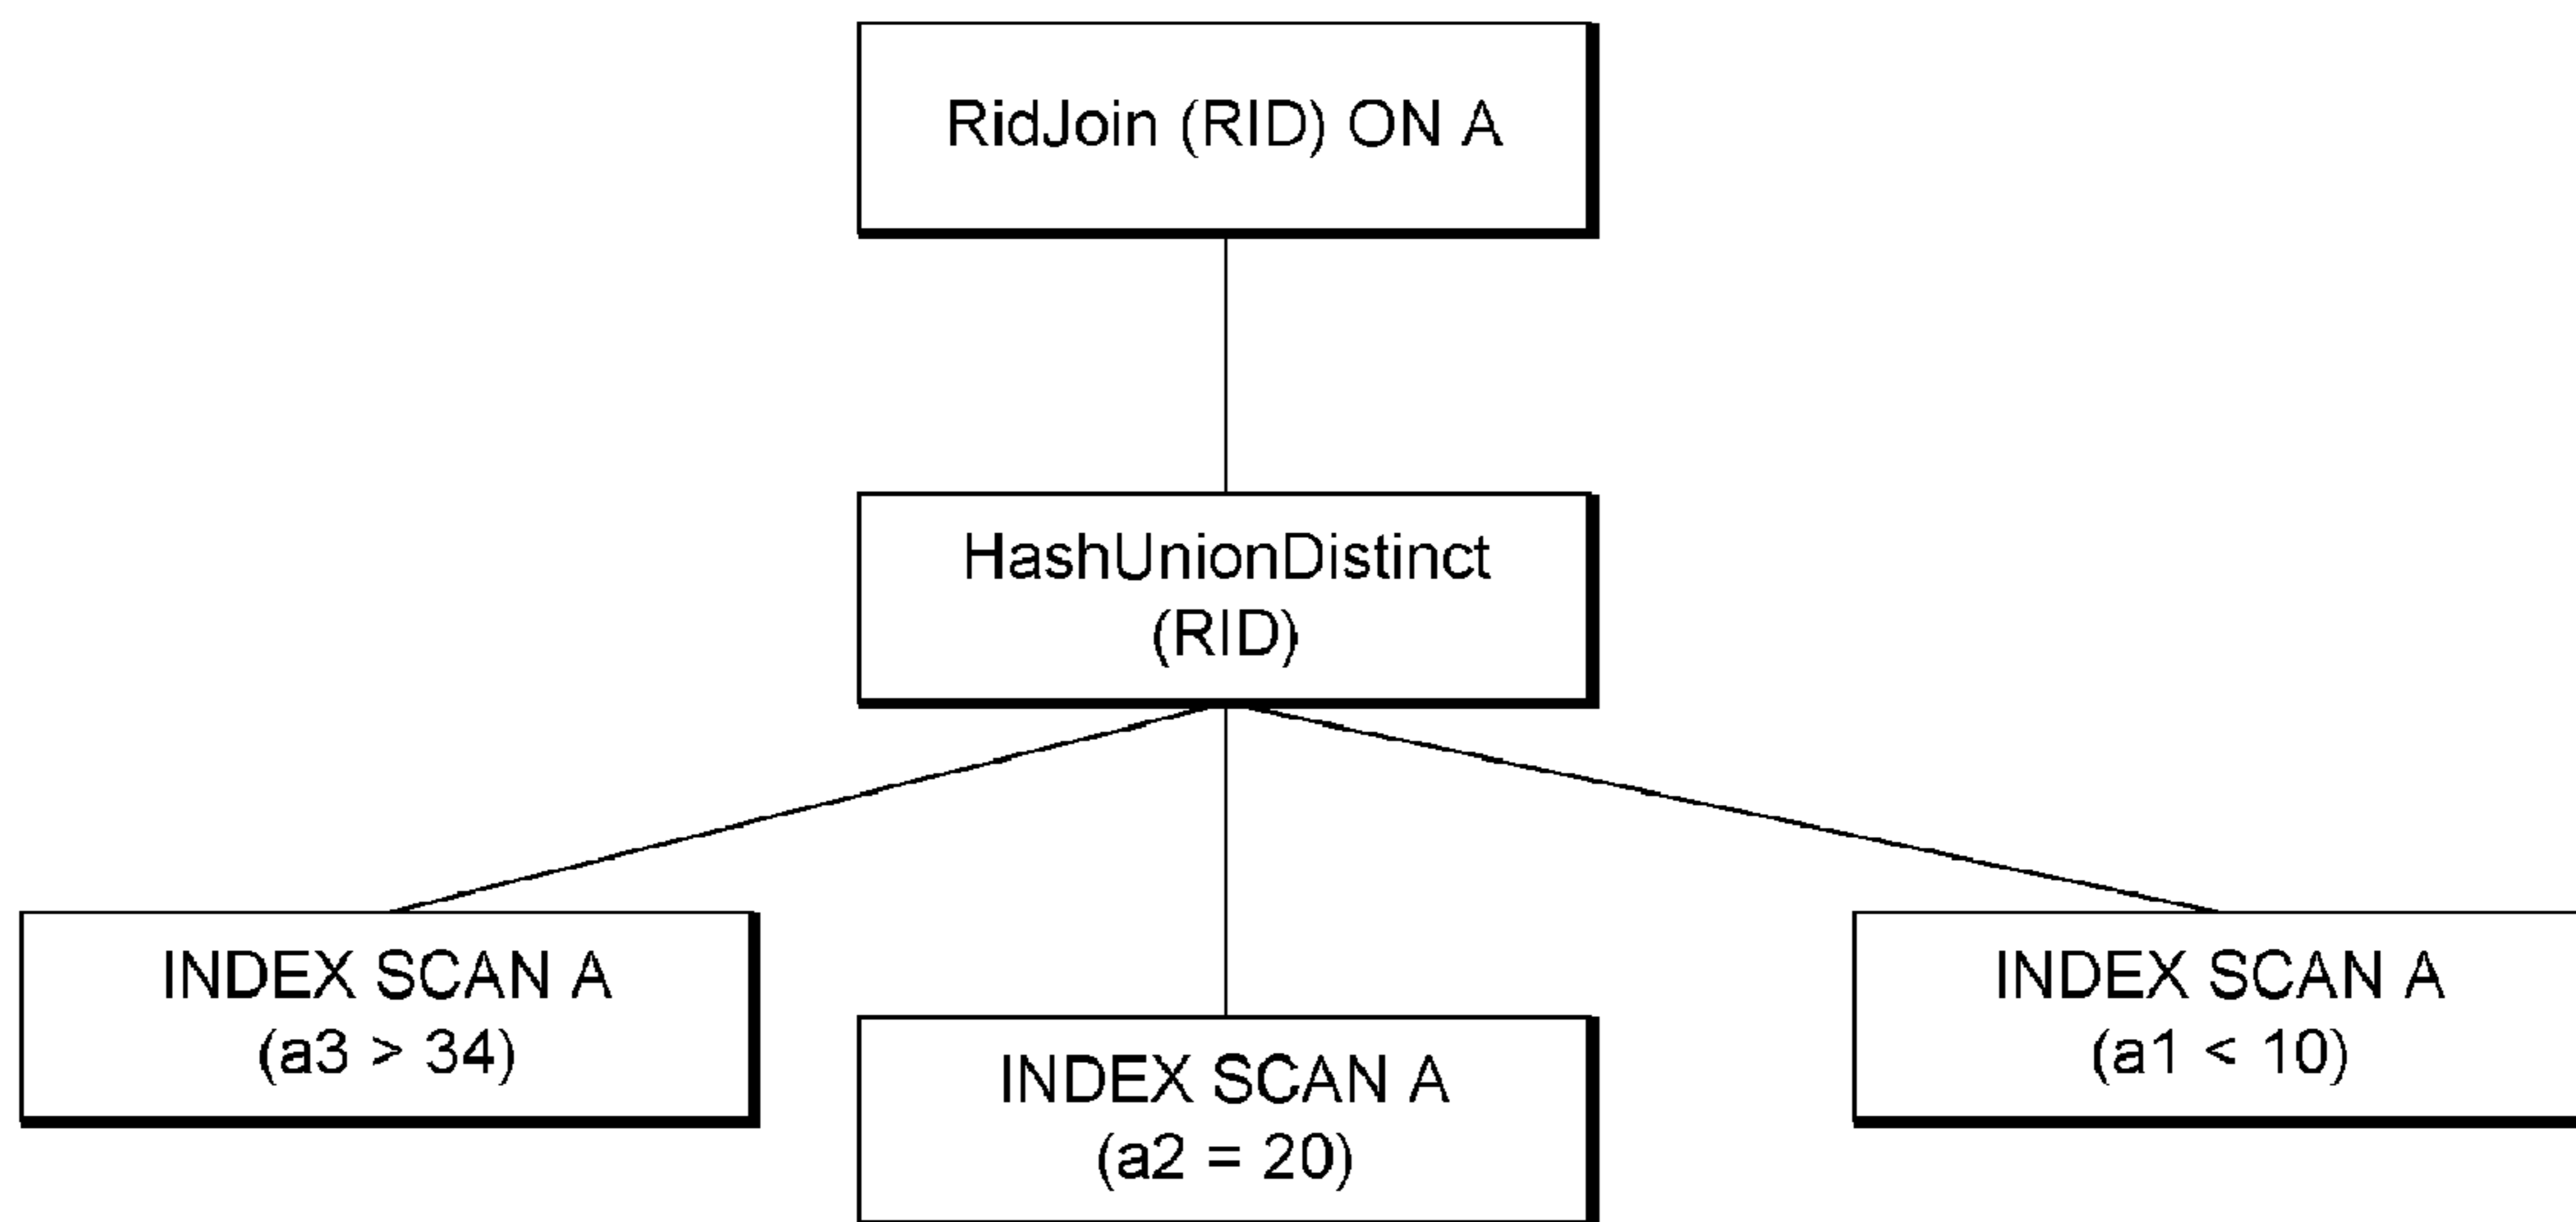 RidJoin (RID) ON A
HashUnionDistinct
(RID)
INDEX SCAN A
(a3 > 34)
INDEX SCAN A
(a2 = 20)
INDEX SCAN A
(a1 < 10)